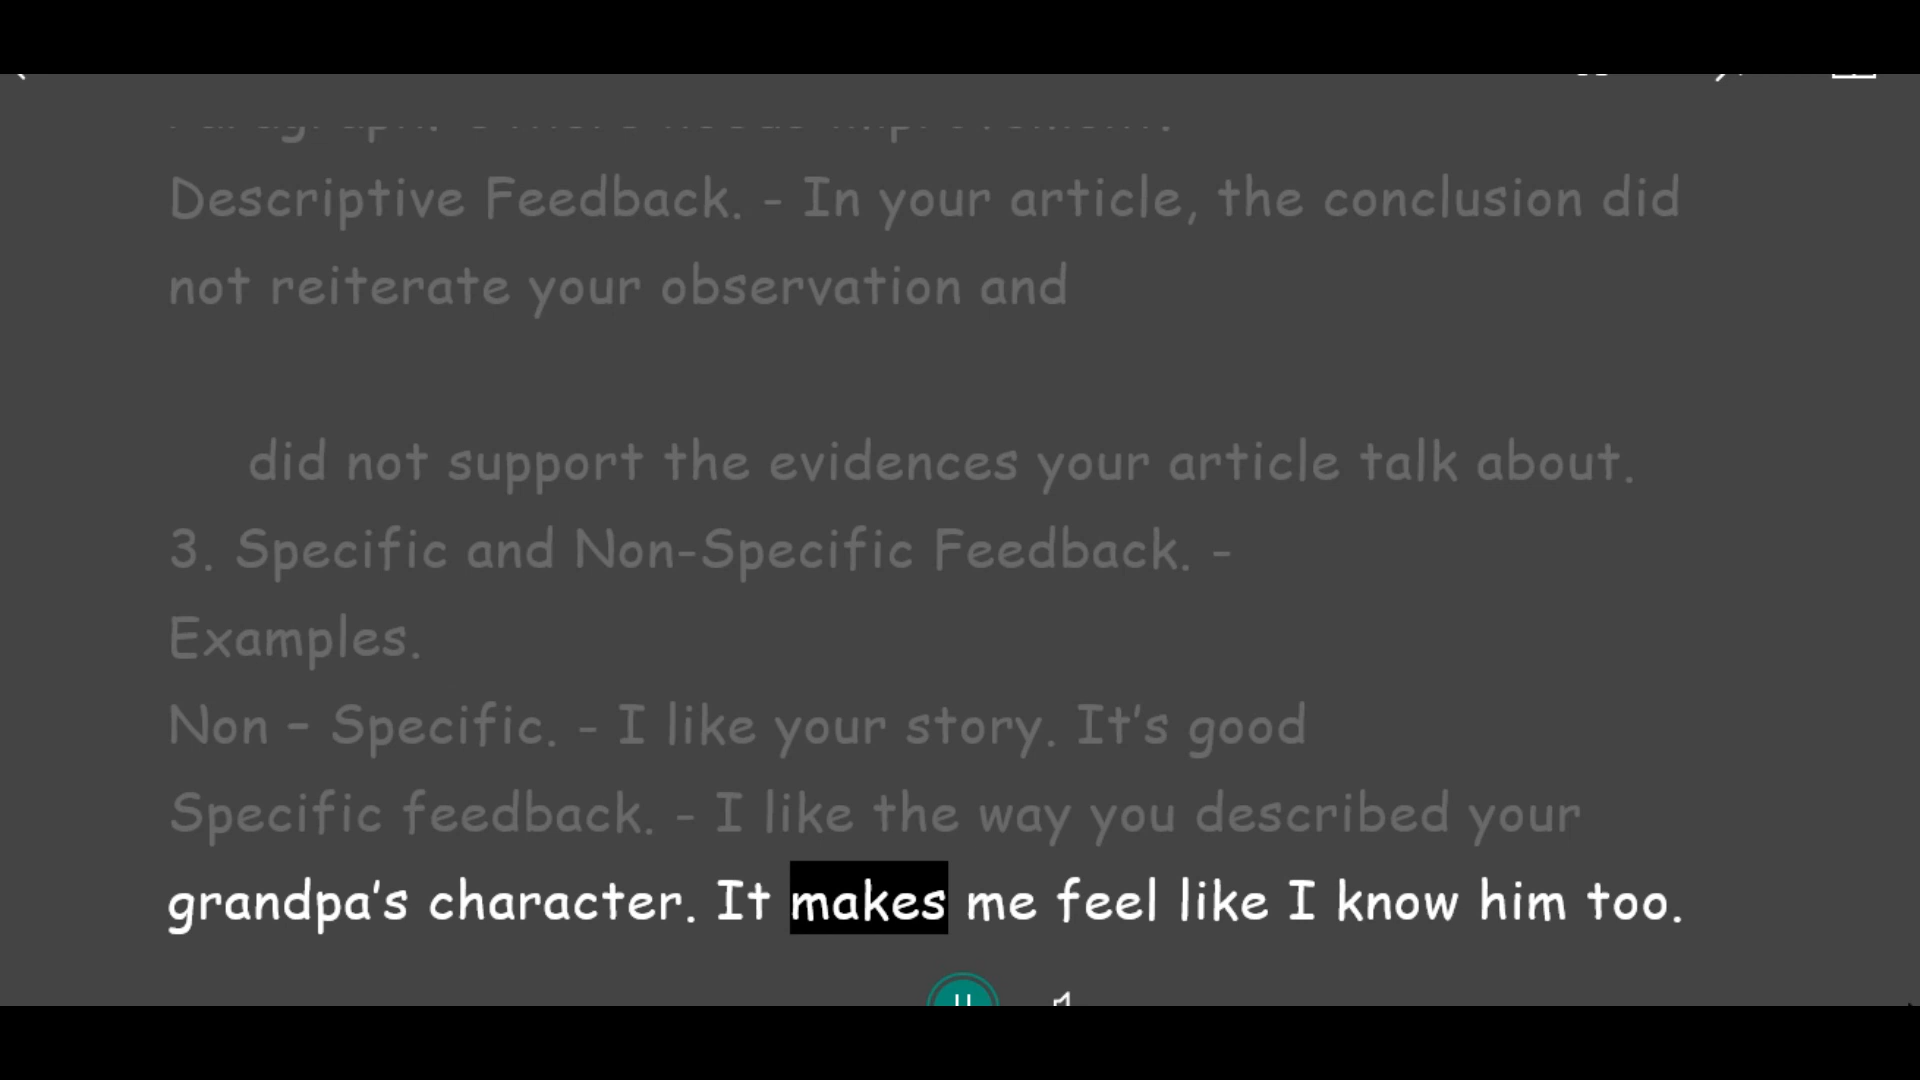 Descriptive Feedback. - In your article, the conclusion did
not reiterate your observation and
did not support the evidences your article talk about.
3. Specific and Non-Specific Feedback. -
Examples.
Non – Specific. - I like your story. It’s good
Specific feedback. - I like the way you described your
grandpa’s character. It makes me feel like I know him too.